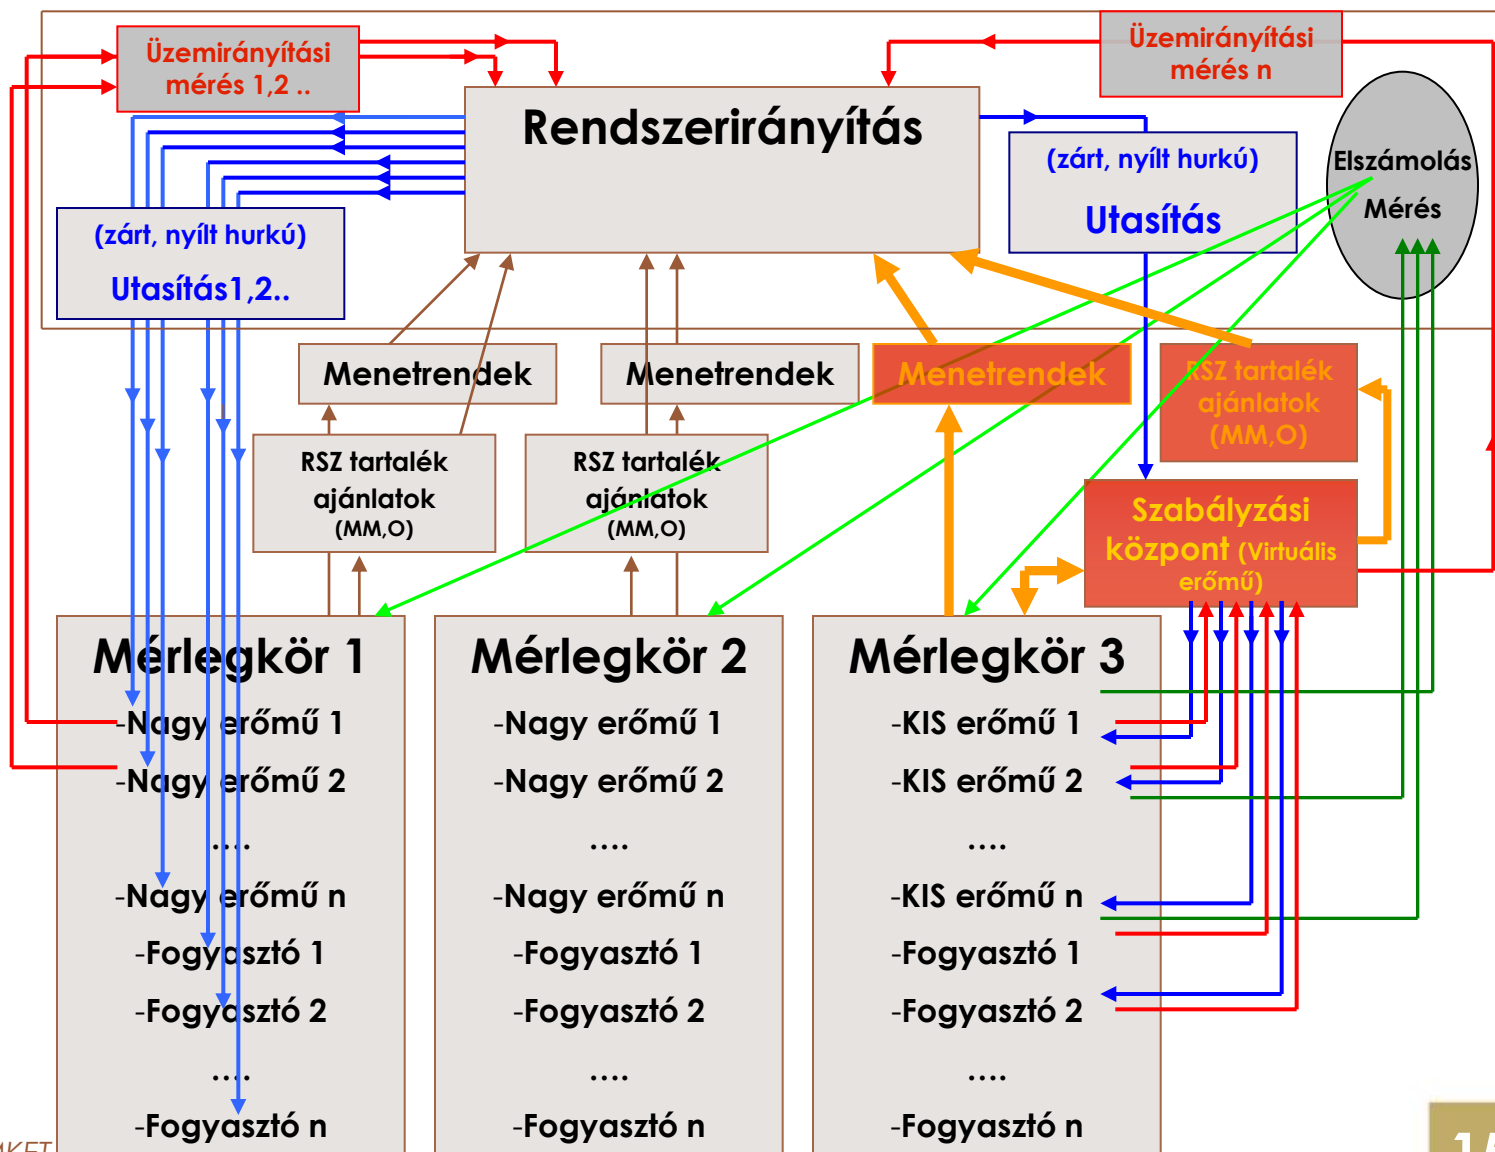 Üzemirányítási
mérés 1,2 ..
Üzemirányítási
mérés n
Rendszerirányítás
(zárt, nyílt hurkú)
Utasítás
Elszámolás
Mérés
(zárt, nyílt hurkú)
Utasítás1,2..
Menetrendek
Menetrendek
Menetrendek
RSZ tartalék
ajánlatok
(MM,O)
RSZ tartalék
ajánlatok
(MM,O)
RSZ tartalék
ajánlatok
(MM,O)
Szabályzási
központ (Virtuális
erőmű)
Mérlegkör 1
-Nagy erőmű 1
-Nagy erőmű 2
….
-Nagy erőmű n
-Fogyasztó 1
-Fogyasztó 2
….
-Fogyasztó n
Mérlegkör 2
-Nagy erőmű 1
-Nagy erőmű 2
….
-Nagy erőmű n
-Fogyasztó 1
-Fogyasztó 2
….
-Fogyasztó n
Mérlegkör 3
-KIS erőmű 1
-KIS erőmű 2
….
-KIS erőmű n
-Fogyasztó 1
-Fogyasztó 2
….
-Fogyasztó n